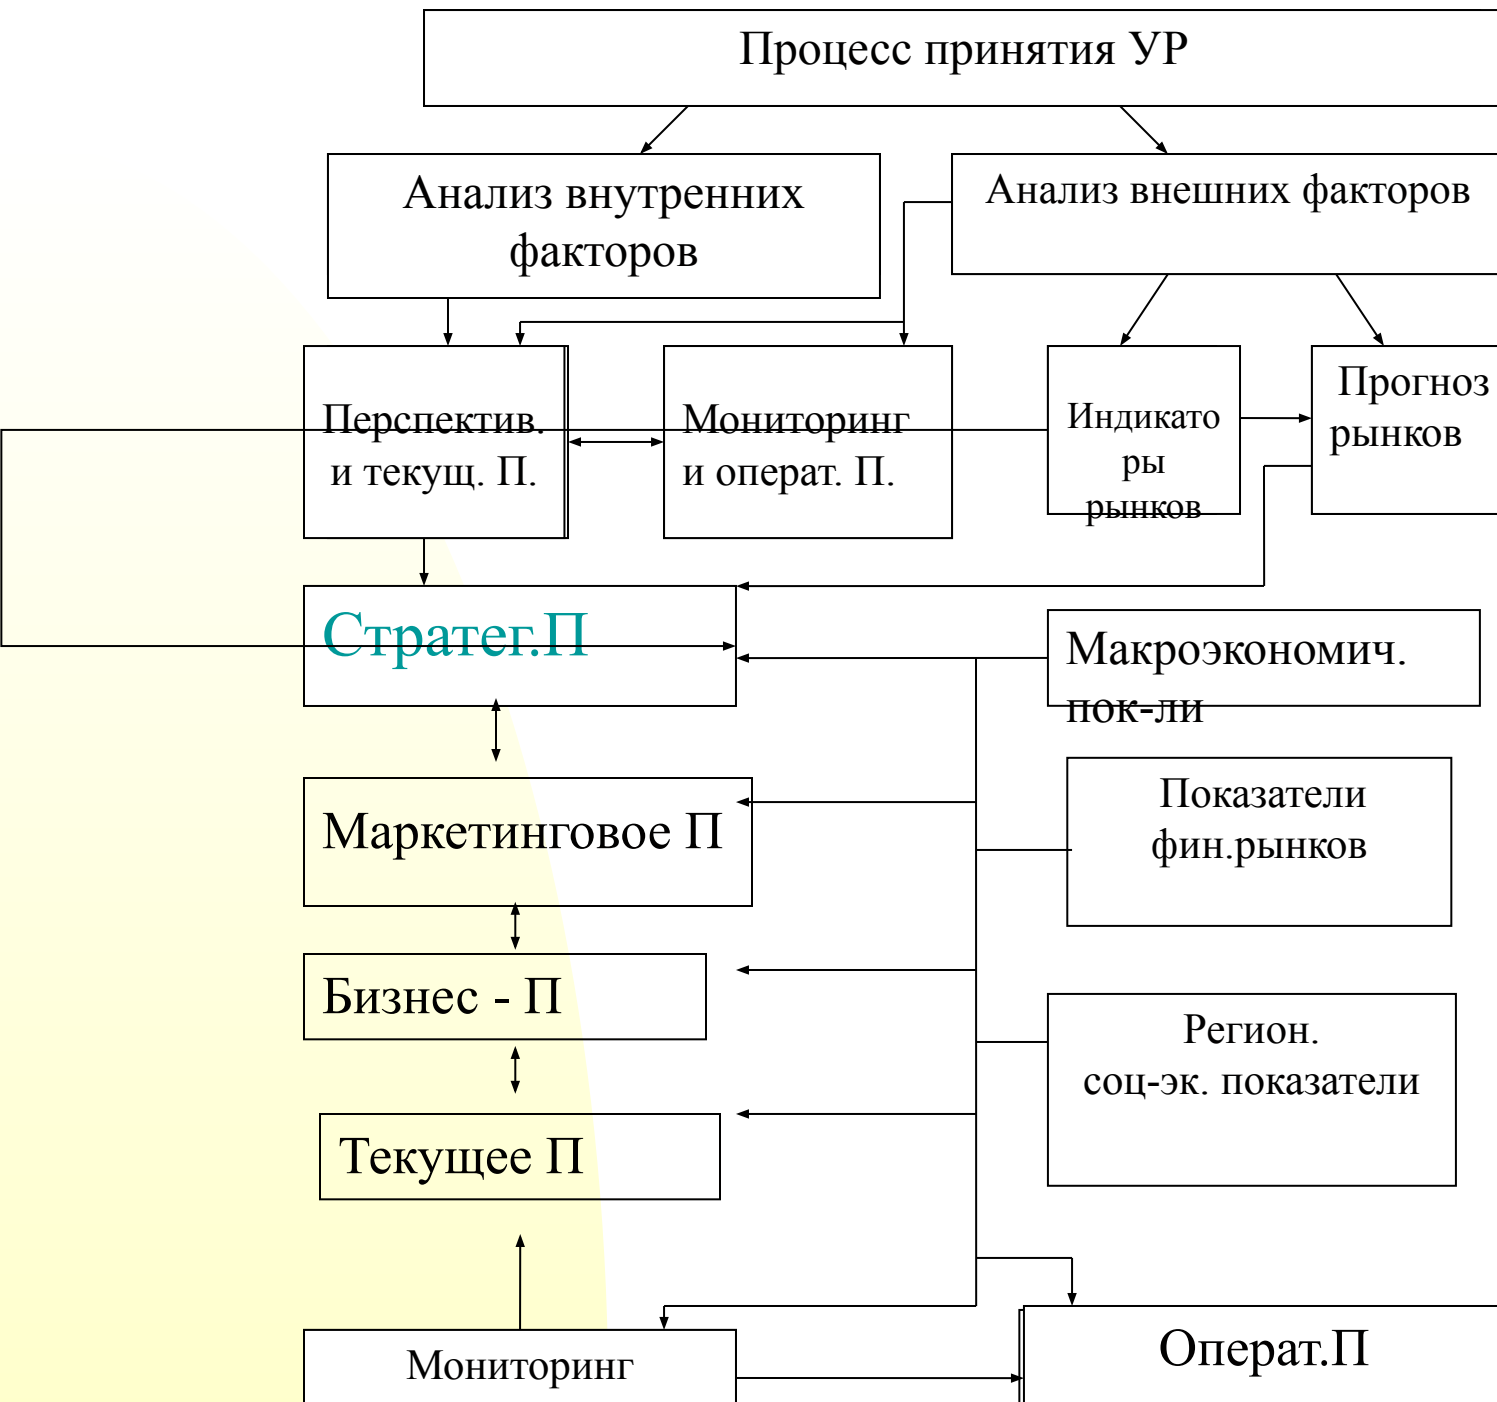 Процесс принятия УР
Анализ внутренних
факторов
Анализ внешних факторов
Перспектив.
и текущ. П.
Мониторинг
и операт. П.
Индикато
ры
рынков
Прогноз
рынков
Стратег.П
Макроэкономич.
пок-ли
Показатели
фин.рынков
Маркетинговое П
Бизнес - П
Регион.
соц-эк. показатели
Текущее П
Мониторинг
Операт.П